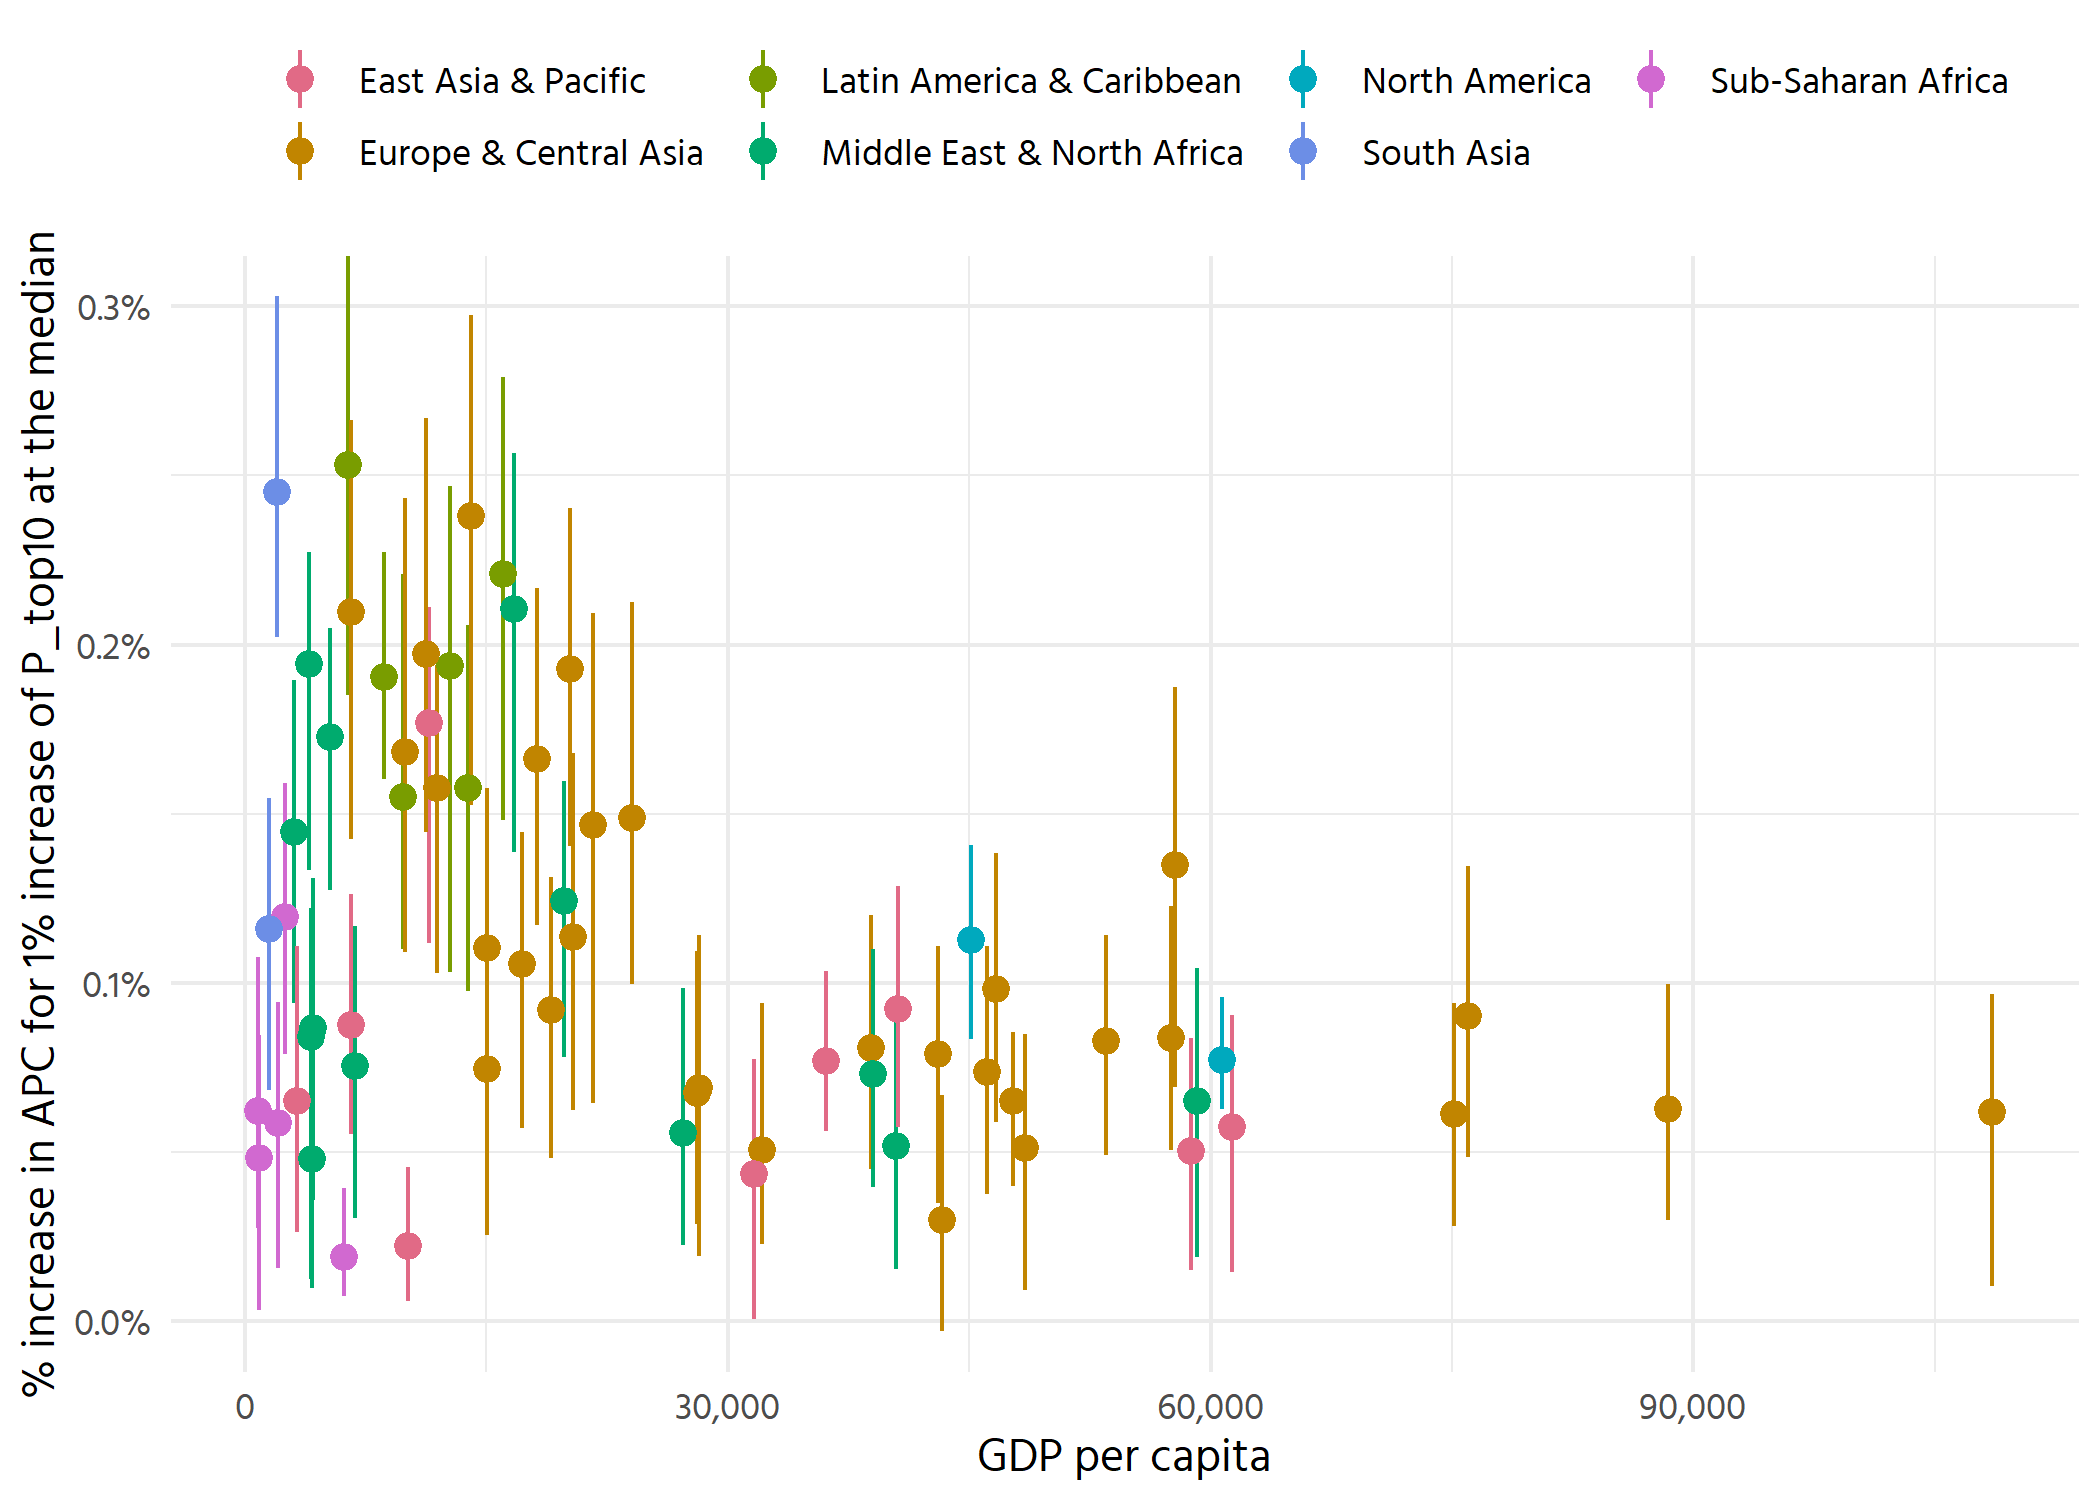 East Asia & Pacific
Latin America & Caribbean
North America
Sub-Saharan Africa
Europe & Central Asia
Middle East & North Africa
South Asia
% increase in APC for 1% increase of P_top10 at the median
0.3%
0.2%
0.1%
0.0%
0
30,000
60,000
90,000
GDP per capita